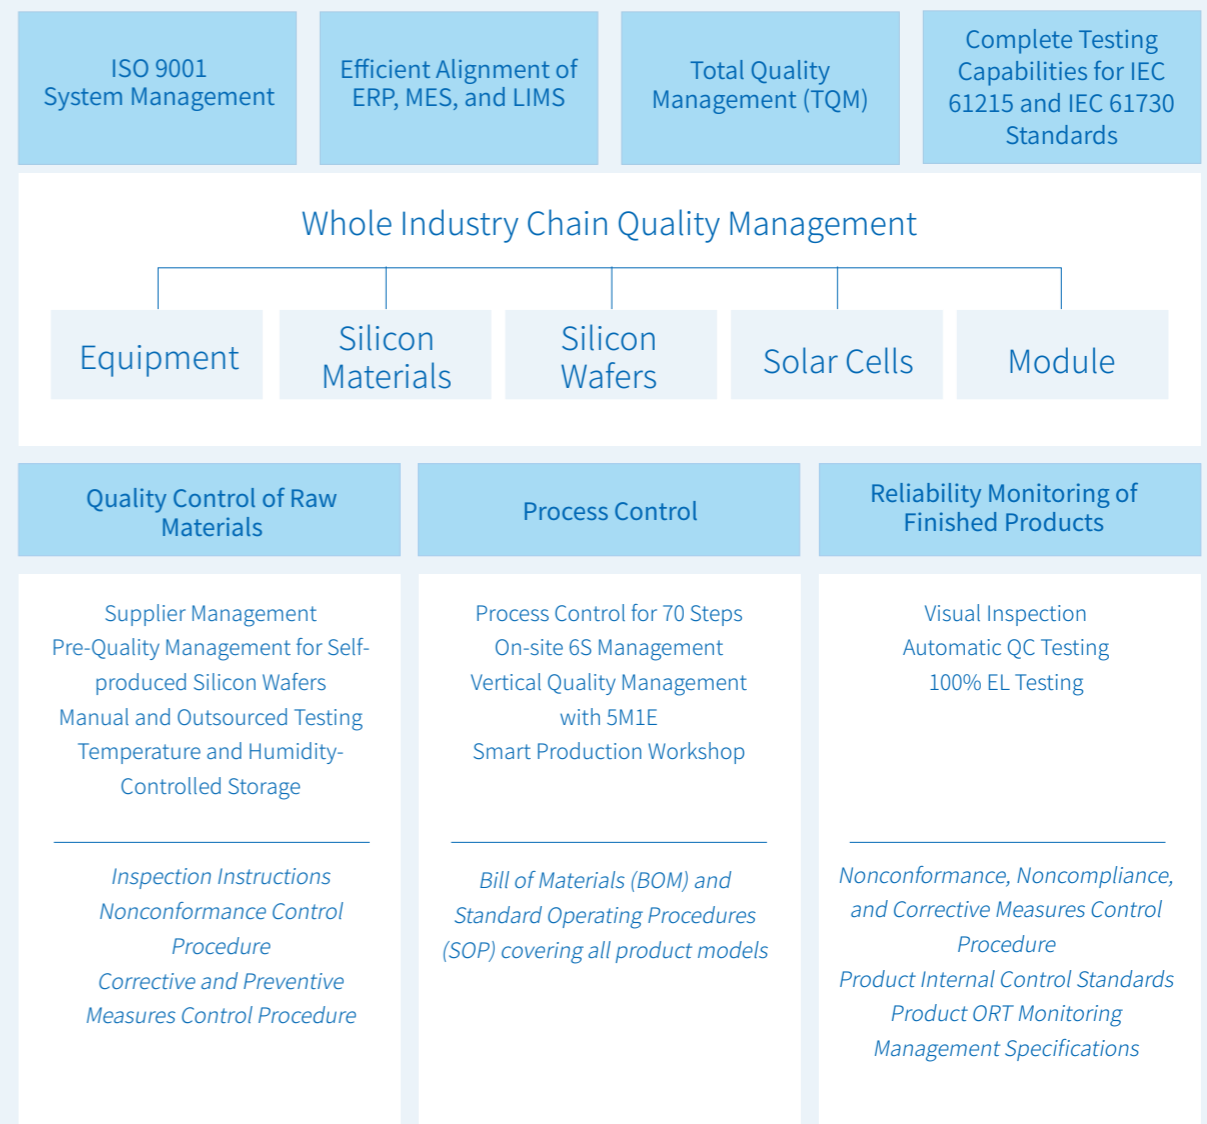 ISO 9001
System Management
Efficient Alignment of
ERP, MES, and LIMS
Total Quality
Management (TQM)
Complete Testing
Capabilities for IEC
61215 and IEC 61730
Standards
Whole Industry Chain Quality Management
Equipment
Silicon
Materials
Silicon
Wafers
Solar Cells
Module
Quality Control of Raw
Materials
Supplier Management
Pre-Quality Management for Self-
produced Silicon Wafers
Manual and Outsourced Testing
Temperature and Humidity-
Controlled Storage
Inspection Instructions
Nonconformance Control
Procedure
Corrective and Preventive
Measures Control Procedure
Process Control
Process Control for 70 Steps
On-site 6S Management
Vertical Quality Management
with 5M1E
Smart Production Workshop
Bill of Materials (BOM) and
Standard Operating Procedures
(SOP) covering all product models
Reliability Monitoring of
Finished Products
Visual Inspection
Automatic QC Testing
100% EL Testing
Nonconformance, Noncompliance,
and Corrective Measures Control
Procedure
Product Internal Control Standards
Product ORT Monitoring
Management Specifications